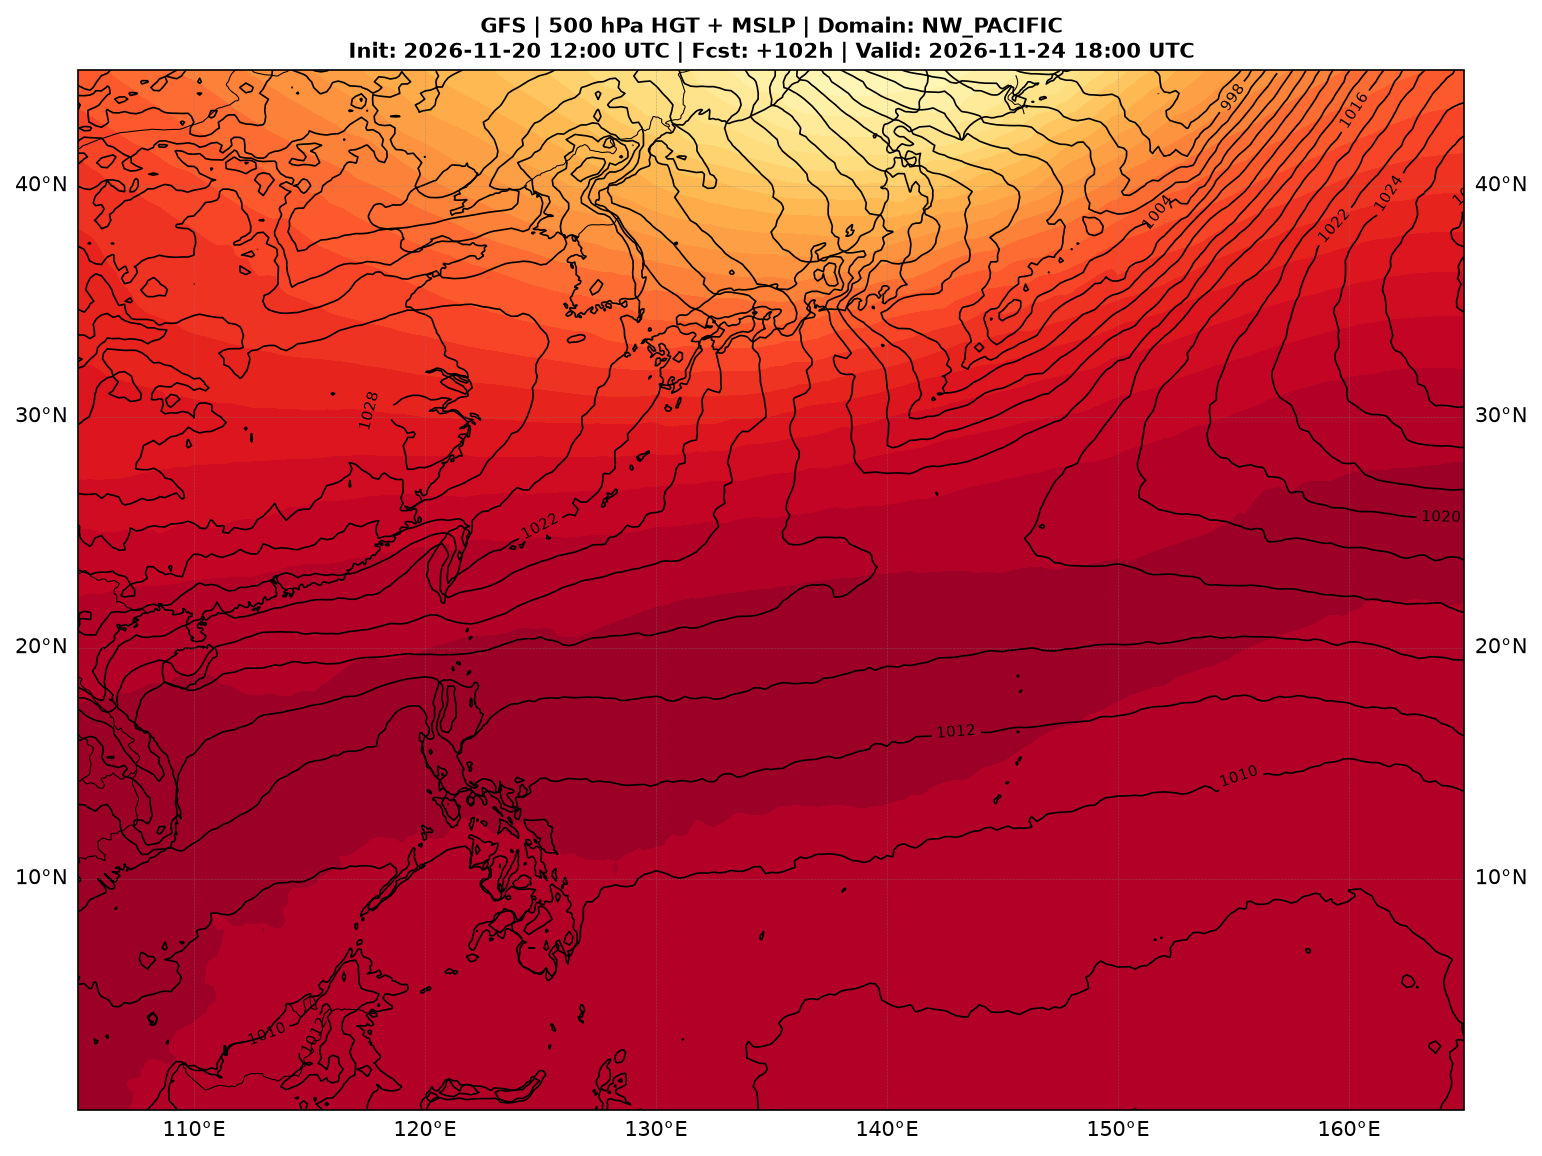 GFS | 500 hPa HGT + MSLP | Domain: NW_PACIFIC
Init: 2026-11-20 12:00 UTC | Fcst: +102h | Valid: 2026-11-24 18:00 UTC
998
1016
1024
1004
1022
40°N
40°N
1028
30°N
30°N
1022
1020
20°N
20°N
1012
1010
10°N
10°N
1010
1012
110°E
120°E
130°E
140°E
150°E
160°E